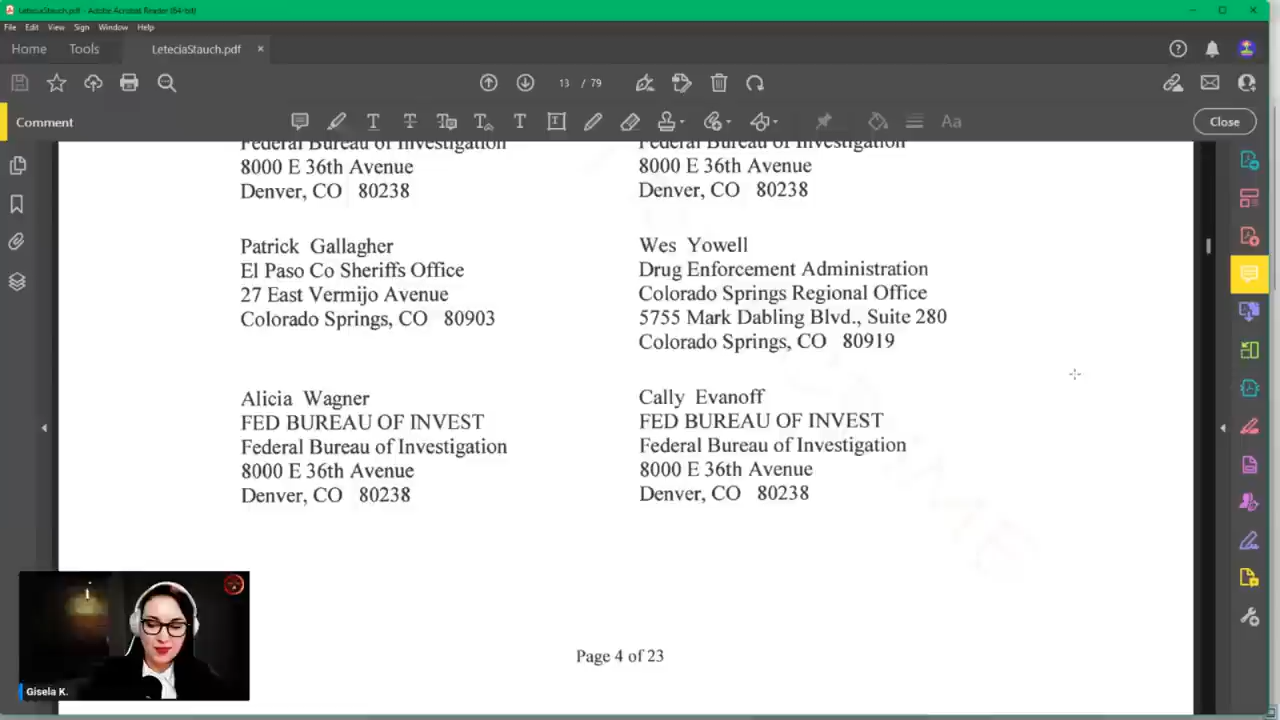 LeteciaStauch.pdf - Adobe Acrobat Reader (64-bit)
File Edit View Sign Window Help
Home Tools LeteciaStauch.pdf ×
13 / 79
Comment
Close
Federal Bureau of Investigation
8000 E 36th Avenue
Denver, CO 80238
Federal Bureau of Investigation
8000 E 36th Avenue
Denver, CO 80238
Patrick Gallagher
El Paso Co Sheriffs Office
27 East Vermijo Avenue
Colorado Springs, CO 80903
Wes Yowell
Drug Enforcement Administration
Colorado Springs Regional Office
5755 Mark Dabling Blvd., Suite 280
Colorado Springs, CO 80919
Alicia Wagner
FED BUREAU OF INVEST
Federal Bureau of Investigation
8000 E 36th Avenue
Denver, CO 80238
Cally Evanoff
FED BUREAU OF INVEST
Federal Bureau of Investigation
8000 E 36th Avenue
Denver, CO 80238
Page 4 of 23
Gisela K.